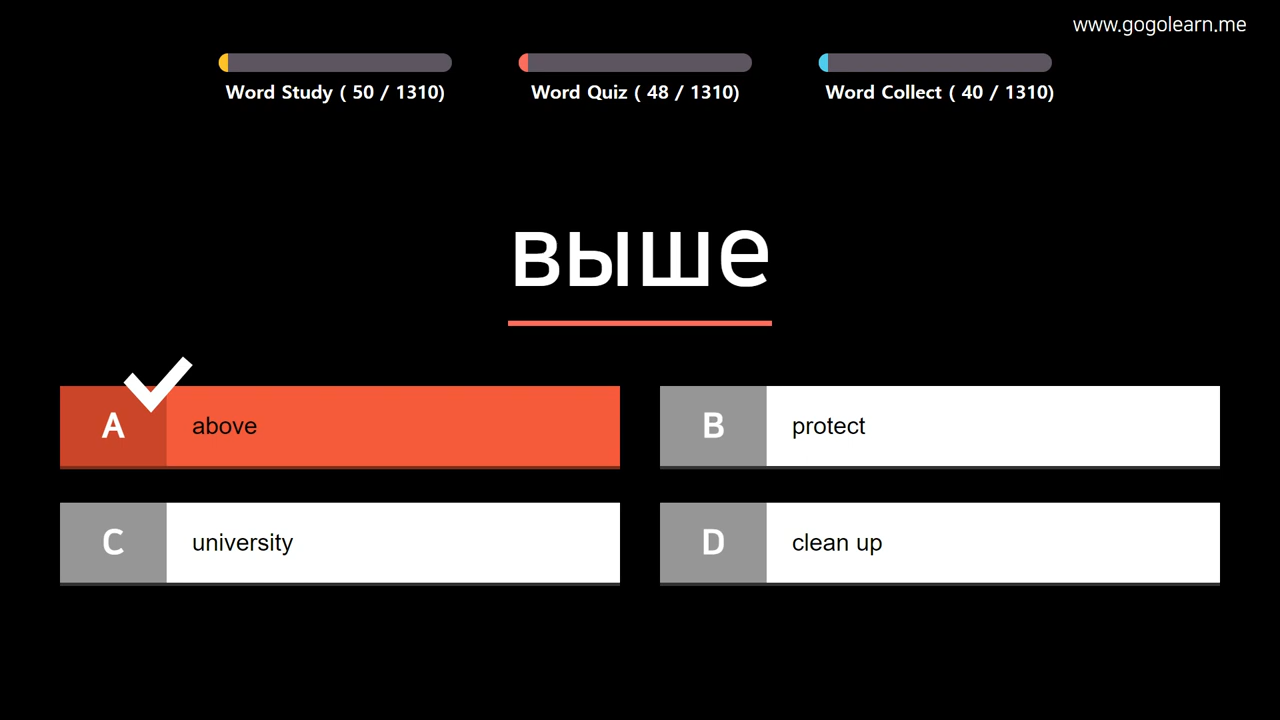 www.gogolearn.me
Word Study ( 50 / 1310)
Word Quiz ( 48 / 1310)
Word Collect ( 40 / 1310)
выше
A above
B protect
C university
D clean up